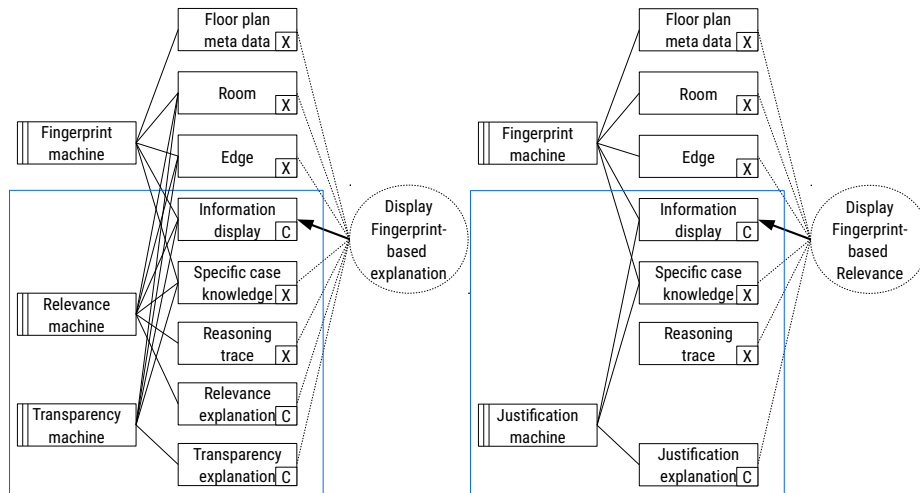 Floor plan
meta data
X
Room
X
Fingerprint
machine
Edge
X
Information
display
C
Display
Fingerprint-
based
explanation
Specific case
knowledge
X
Relevance
machine
Reasoning
trace
X
Relevance
explanation
C
Transparency
machine
Transparency
explanation
C
Floor plan
meta data
X
Room
X
Fingerprint
machine
Edge
X
Information
display
C
Display
Fingerprint-
based
Relevance
Specific case
knowledge
X
Reasoning
trace
X
Justification
machine
Justification
explanation
C